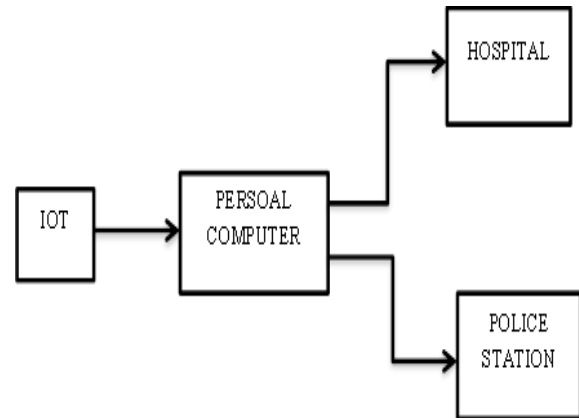 HOSPITAL
IOT
PERSOAL
COMPUTER
POLICE
STATION